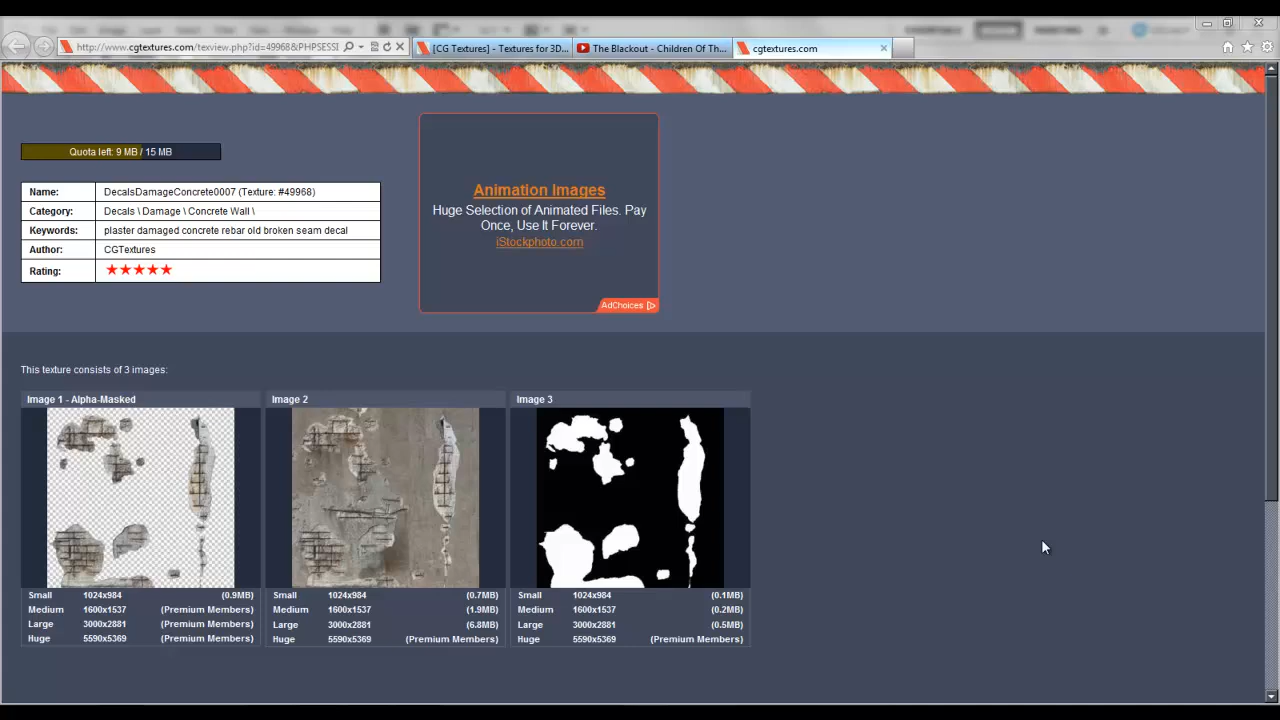 http://www.cgtextures.com/texview.php?id=49968&PHPSESSI
[CG Textures] - Textures for 3D...
The Blackout - Children Of Th...
cgtextures.com
Quota left: 9 MB / 15 MB
Name: DecalsDamageConcrete0007 (Texture: #49968)
Category: Decals \ Damage \ Concrete Wall \
Keywords: plaster damaged concrete rebar old broken seam decal
Author: CGTextures
Rating: ★★★★★
Animation Images
Huge Selection of Animated Files. Pay
Once, Use It Forever.
iStockphoto.com
AdChoices
This texture consists of 3 images:
Image 1 - Alpha-Masked
Small 1024x984 (0.9MB)
Medium 1600x1537 (Premium Members)
Large 3000x2881 (Premium Members)
Huge 5590x5369 (Premium Members)
Image 2
Small 1024x984 (0.7MB)
Medium 1600x1537 (1.9MB)
Large 3000x2881 (6.8MB)
Huge 5590x5369 (Premium Members)
Image 3
Small 1024x984 (0.1MB)
Medium 1600x1537 (0.2MB)
Large 3000x2881 (0.5MB)
Huge 5590x5369 (Premium Members)